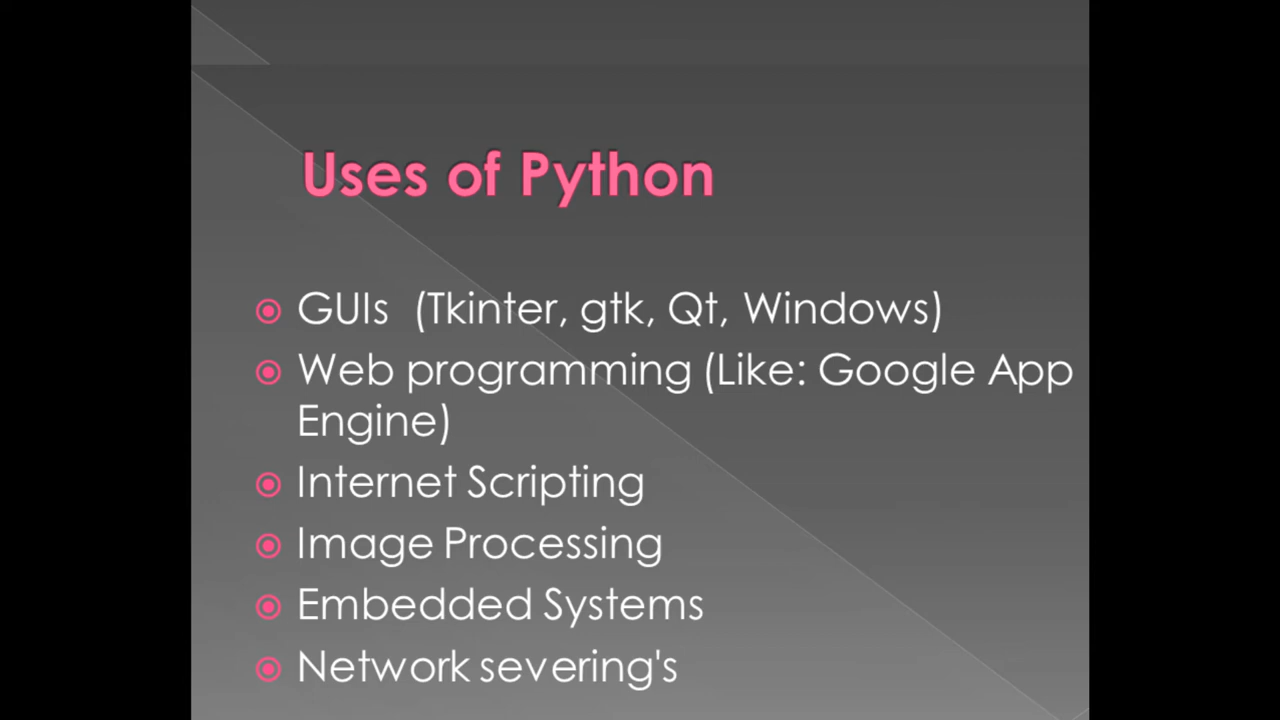 Uses of Python
GUIs (Tkinter, gtk, Qt, Windows)
Web programming (Like: Google App
Engine)
Internet Scripting
Image Processing
Embedded Systems
Network severing's